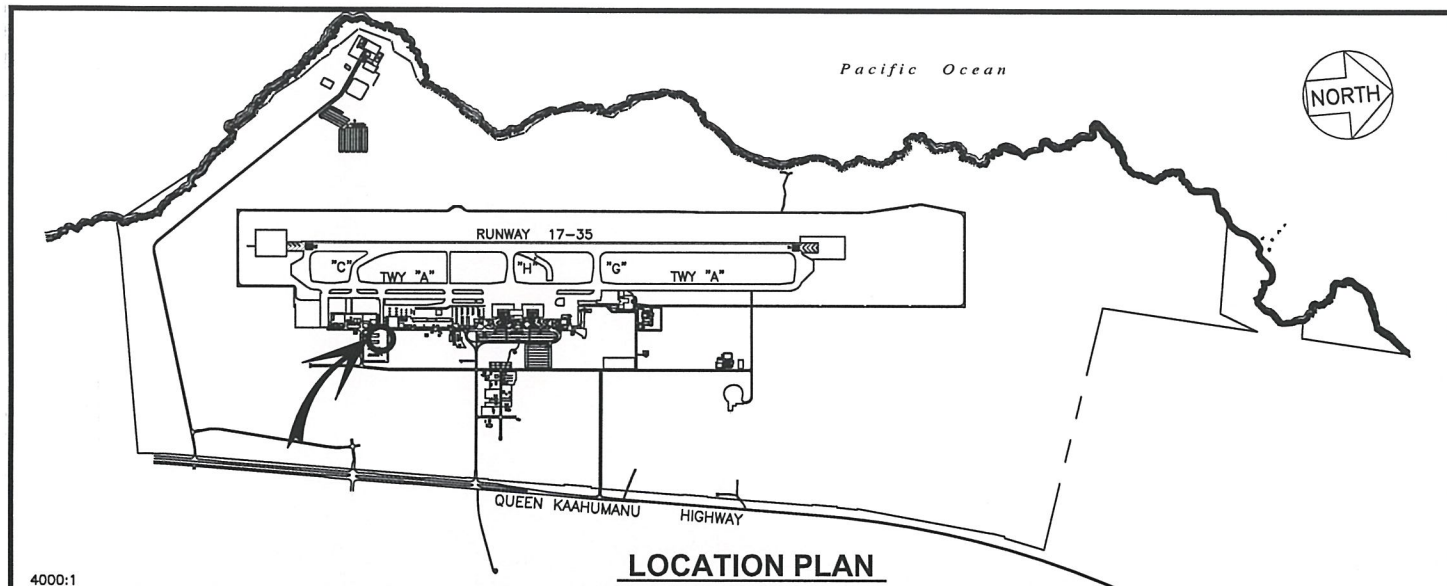 Pacific Ocean
NORTH
RUNWAY 17-35
"C"
TWY "A"
"H"
"G"
TWY "A"
QUEEN KAAHUMANU HIGHWAY
LOCATION PLAN
4000:1